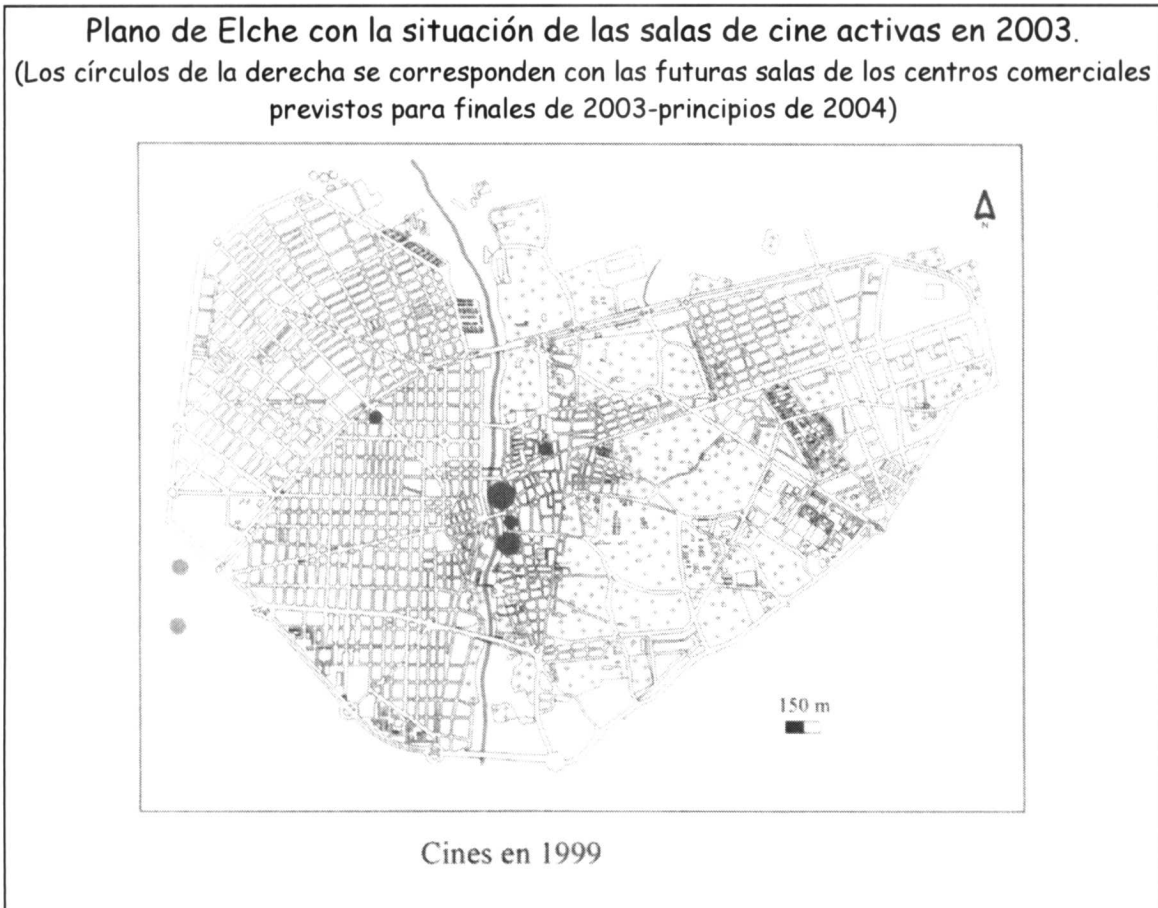 Plano de Elche con la situación de las salas de cine activas en 2003.
(Los círculos de la derecha se corresponden con las futuras salas de los centros comerciales
previstos para finales de 2003-principios de 2004)
N
150 m
Cines en 1999